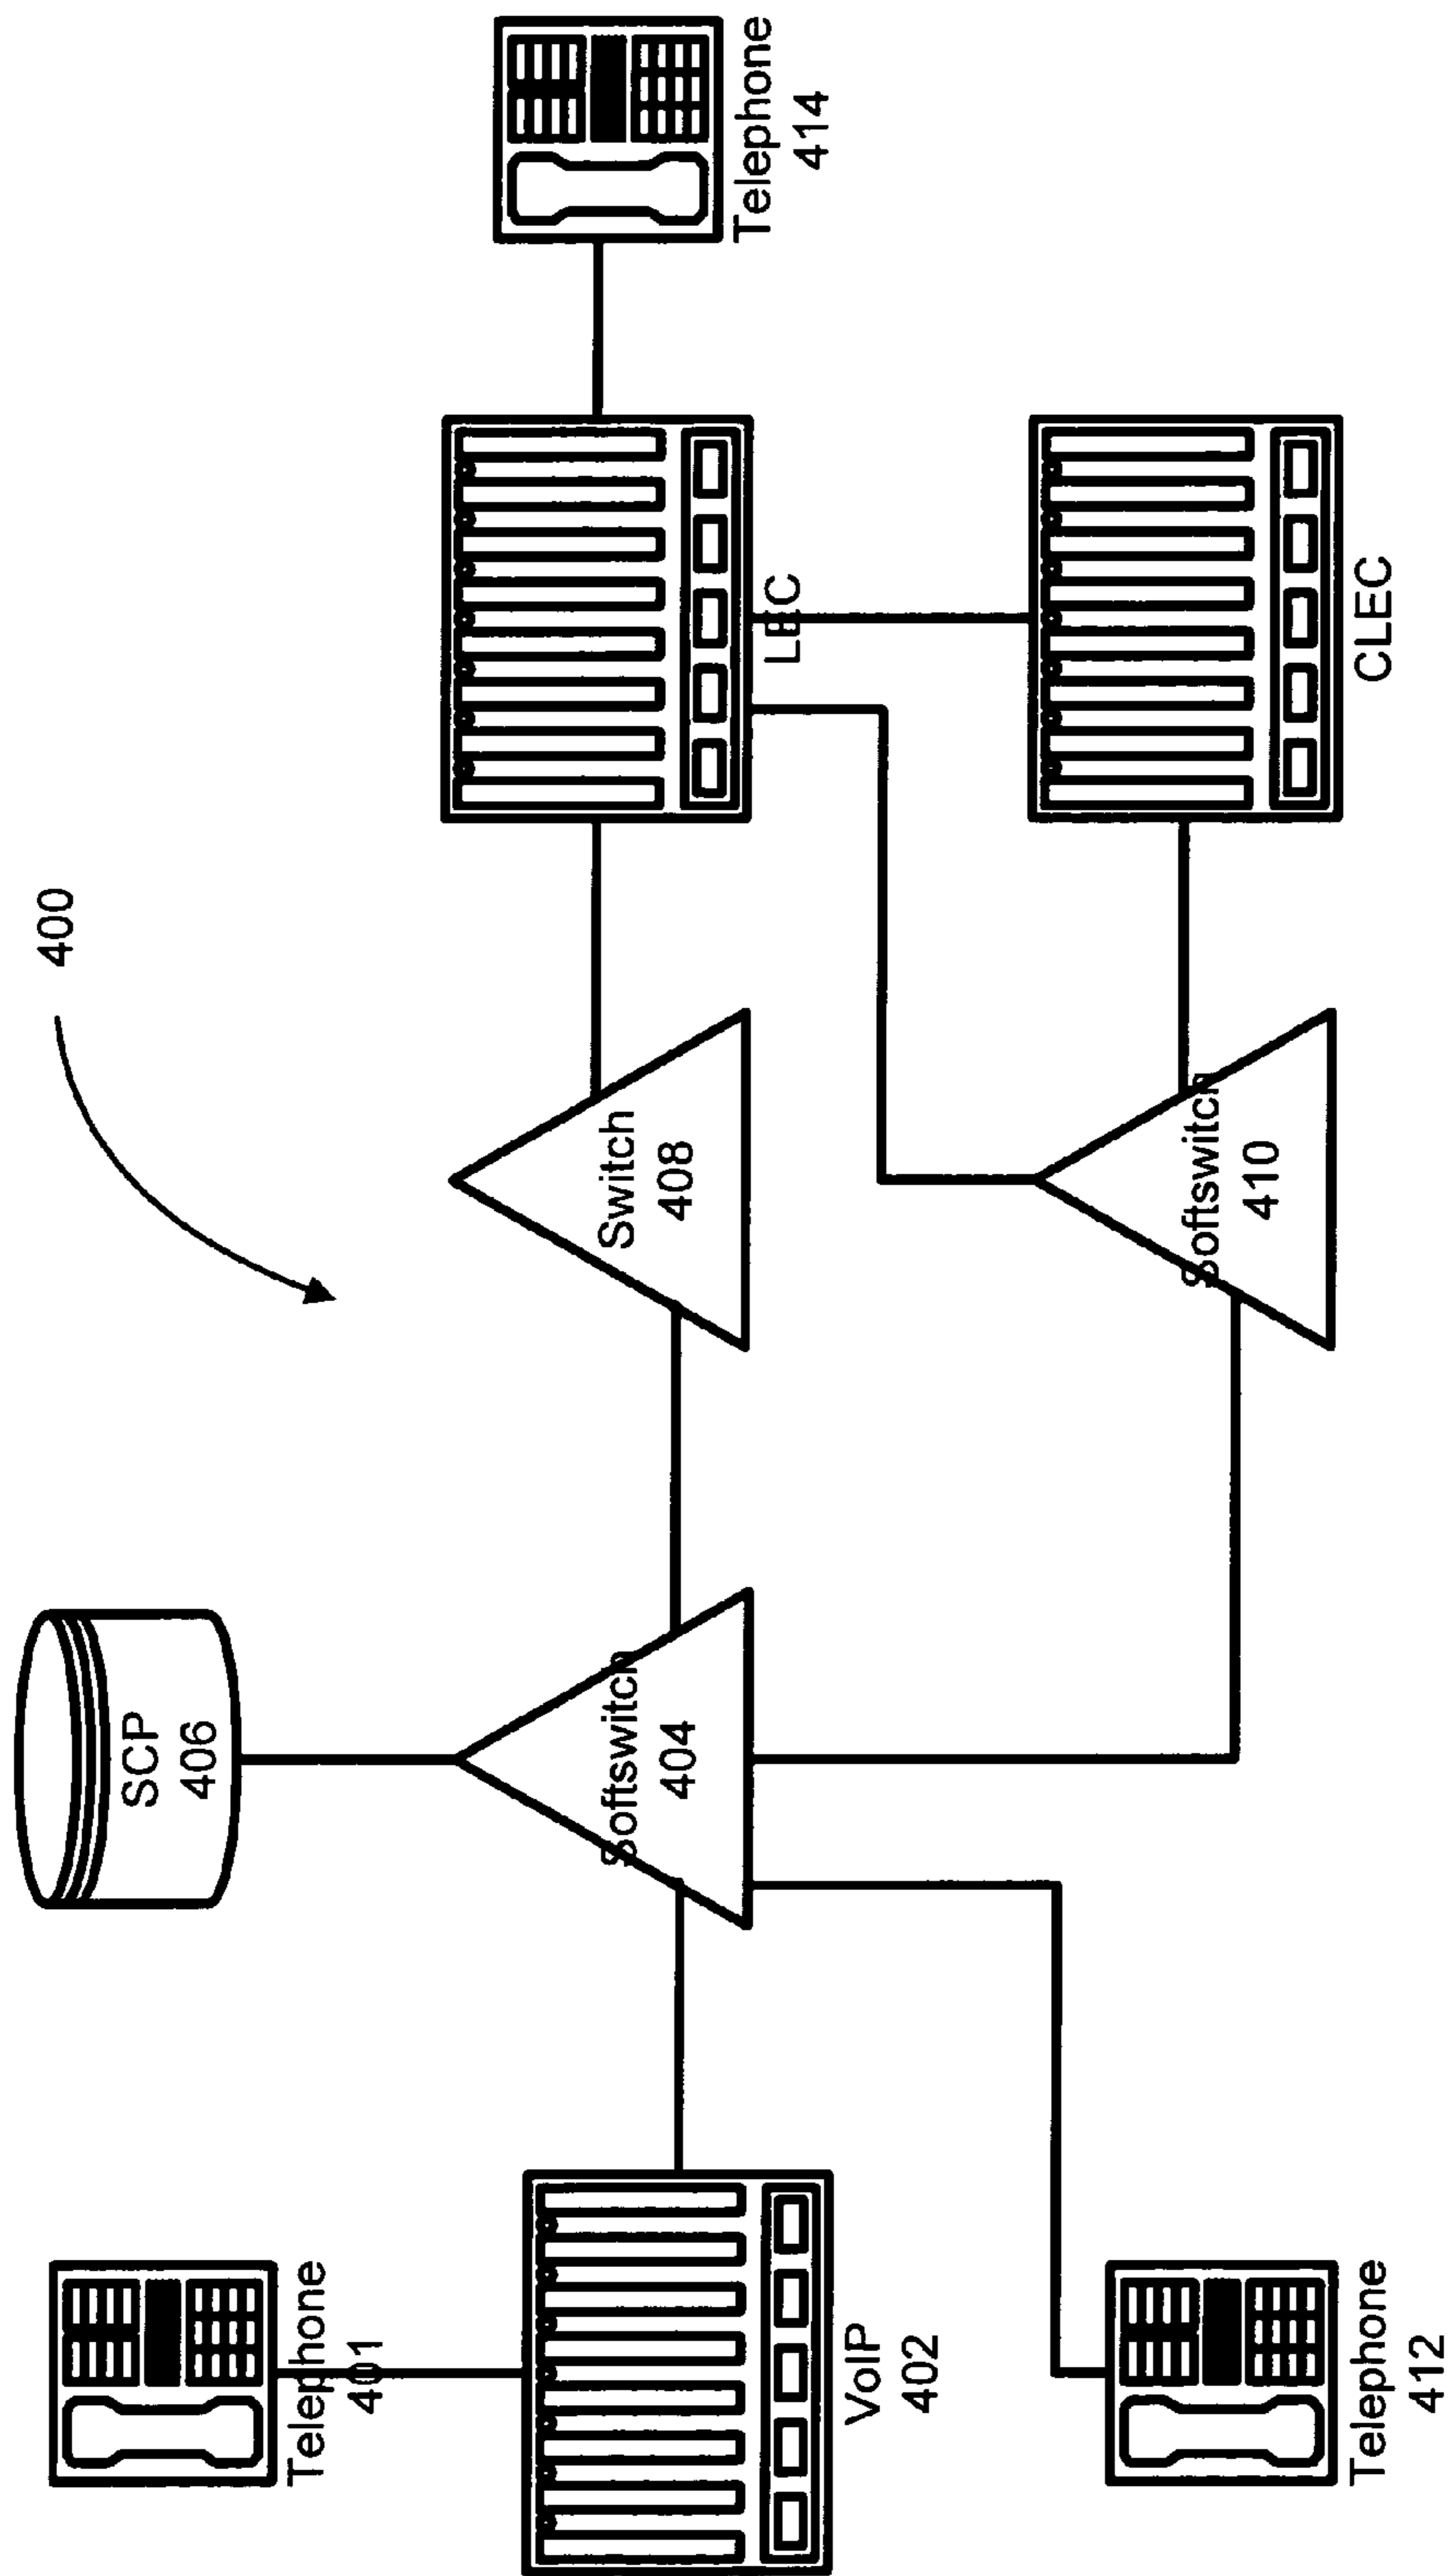 400
SCP
406
Telephone
401
Softswitch
404
Switch
408
LEC
Telephone
414
VoIP
402
Softswitch
410
CLEC
Telephone
412